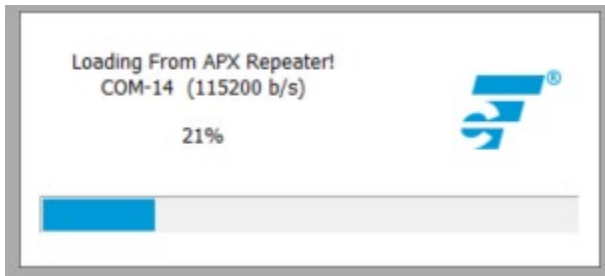 Loading From APX Repeater!
COM-14 (115200 b/s)
21%
®